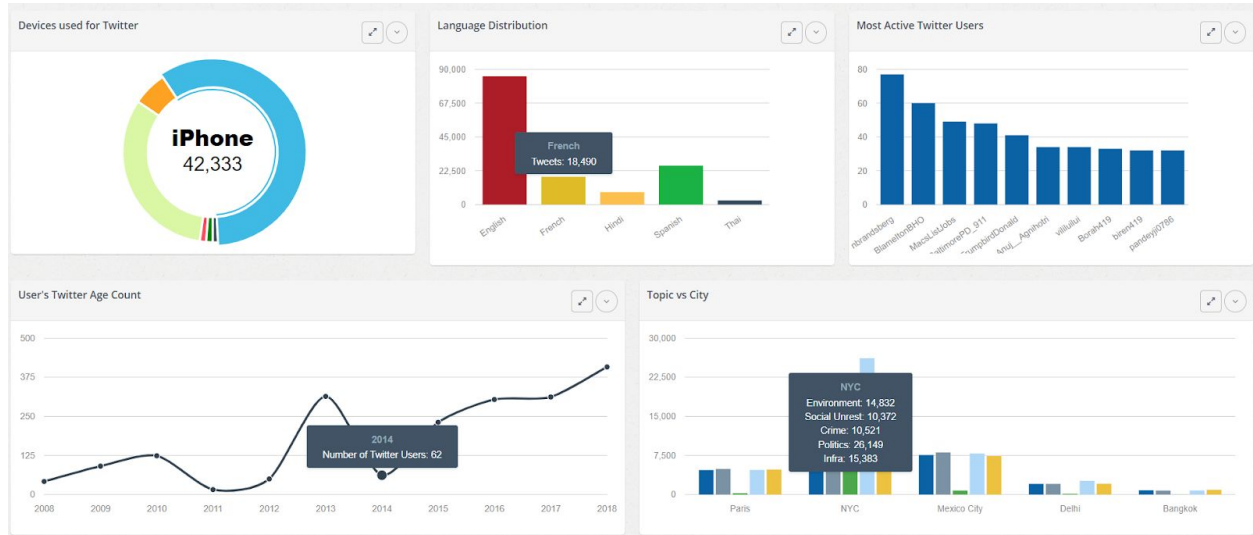 Devices used for Twitter
iPhone
42,333
Language Distribution
90,000
67,500
45,000
22,500
0
French
Tweets: 18,490
English
French
Hindi
Spanish
Thai
Most Active Twitter Users
80
60
40
20
0
nbrandsberg
BlameitonBHO
MacsListJobs
altimorePD_911
rumpbirdDonald
Anuj__Agnihotri
Borah419
biren419
pandeyji0786
User's Twitter Age Count
500
375
250
125
0
2014
Number of Twitter Users: 62
2008
2009
2010
2011
2012
2013
2014
2015
2016
2017
2018
Topic vs City
30,000
22,500
15,000
7,500
0
NYC
Environment: 14,832
Social Unrest: 10,372
Crime: 10,521
Politics: 26,149
Infra: 15,383
Paris
NYC
Mexico City
Delhi
Bangkok